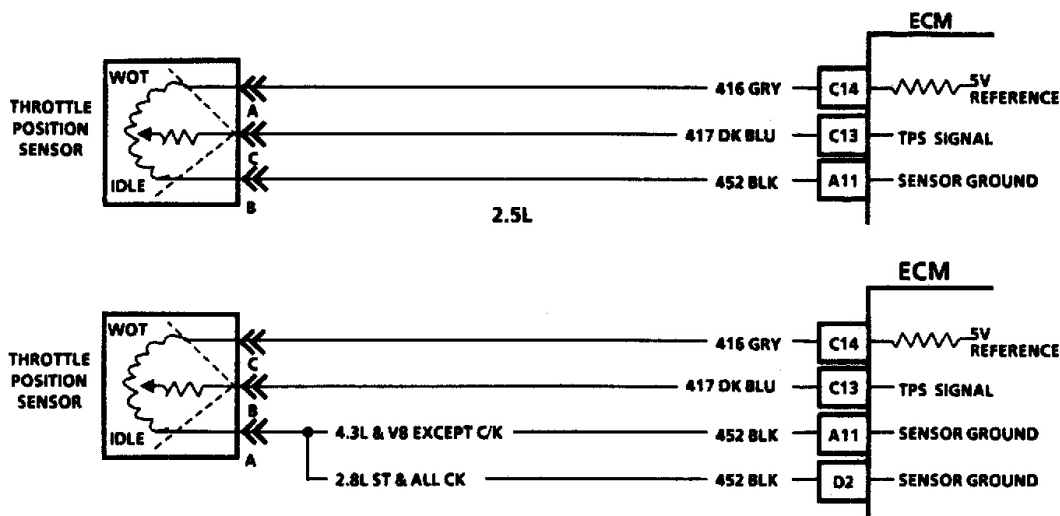 ECM
WOT
THROTTLE
POSITION
SENSOR
IDLE
A
C
B
416 GRY
C14
5V
REFERENCE
417 DK BLU
C13
TPS SIGNAL
452 BLK
A11
SENSOR GROUND
2.5L
ECM
WOT
THROTTLE
POSITION
SENSOR
IDLE
C
B
A
416 GRY
C14
5V
REFERENCE
417 DK BLU
C13
TPS SIGNAL
4.3L & V8 EXCEPT C/K
452 BLK
A11
SENSOR GROUND
2.8L ST & ALL CK
452 BLK
D2
SENSOR GROUND